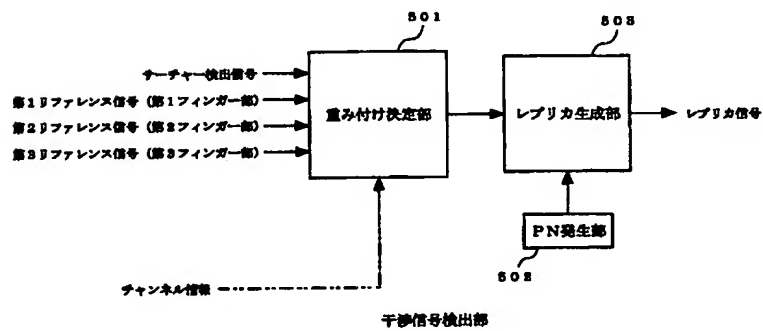 501
503
サーチャー検出信号
第1リファレンス信号（第1フィンガー部）
第2リファレンス信号（第2フィンガー部）
第3リファレンス信号（第3フィンガー部）
重み付け決定部
レプリカ生成部
レプリカ信号
PN発生部
502
チャンネル情報
干渉信号検出部